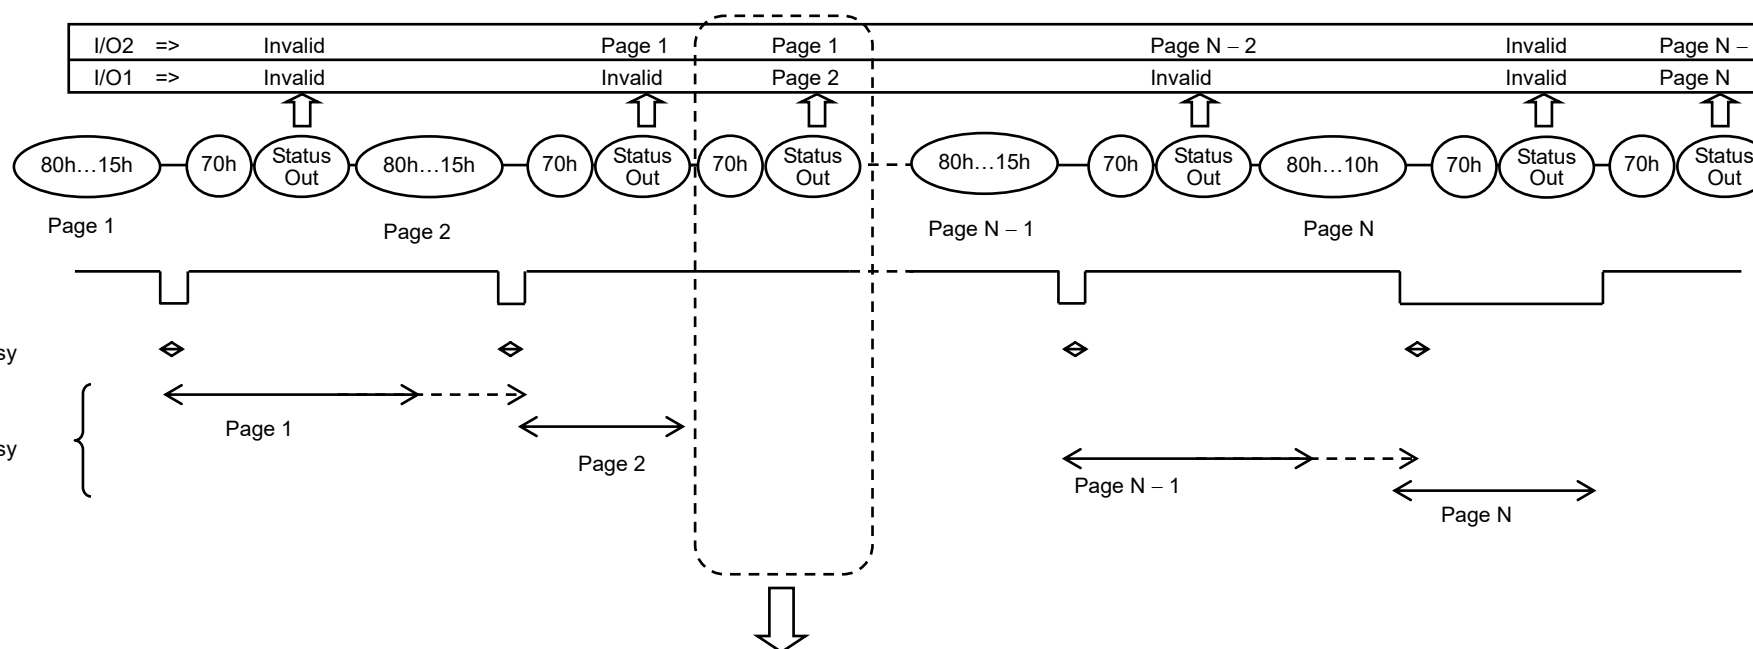 I/O2 => Invalid Page 1 Page 1 Page N – 2 Invalid Page N –
I/O1 => Invalid Invalid Page 2 Invalid Invalid Page N
80h…15h 70h Status Out 80h…15h 70h Status Out 70h Status Out 80h…15h 70h Status Out 80h…10h 70h Status Out 70h Status Out
Page 1 Page 2 Page N – 1 Page N
sy
Page 1
Page 2
sy
Page N – 1
Page N